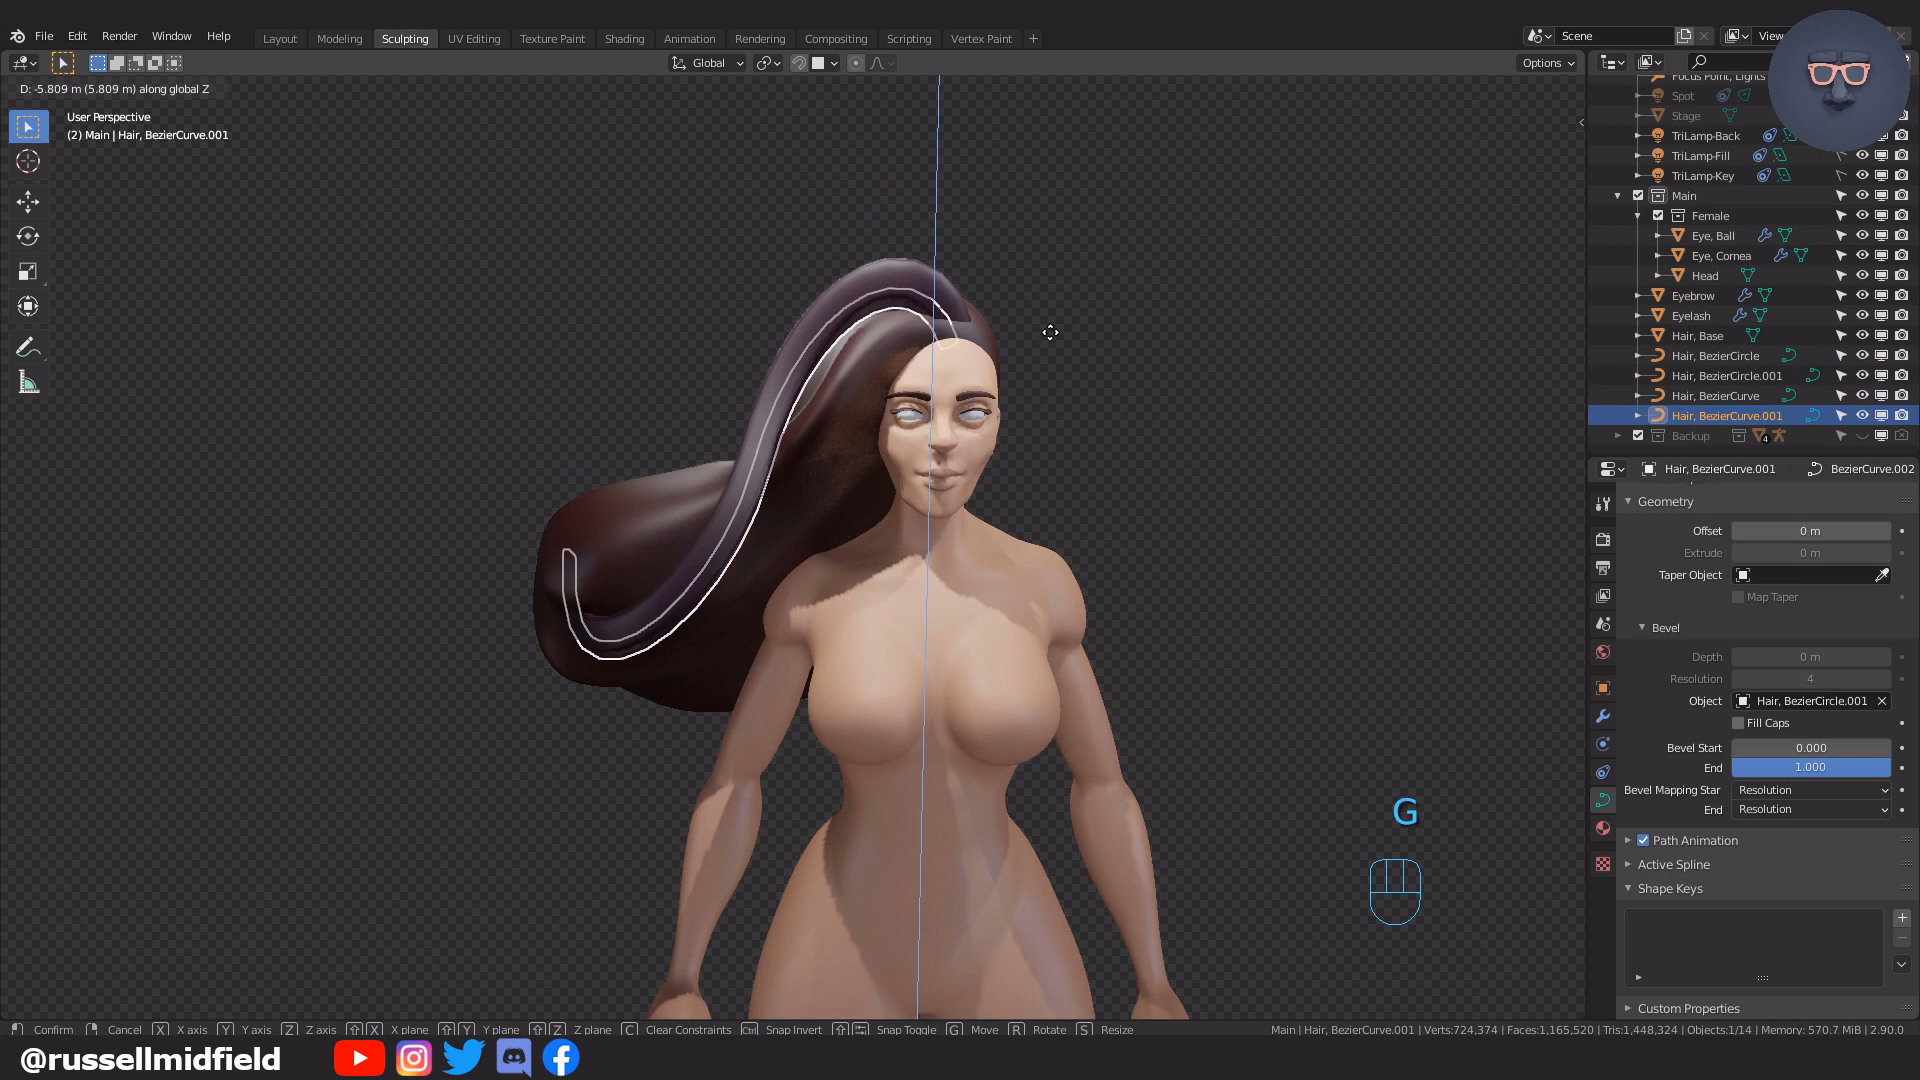 File Edit Render Window Help Layout Modeling Sculpting UV Editing Texture Paint Shading Animation Rendering Compositing Scripting Vertex Paint + Scene View
Global Options
D: -5.809 m (5.809 m) along global Z
User Perspective
(2) Main | Hair, BezierCurve.001
Focus Point, Lights
Spot
Stage
TriLamp-Back
TriLamp-Fill
TriLamp-Key
Main
Female
Eye, Ball
Eye, Cornea
Head
Eyebrow
Eyelash
Hair, Base
Hair, BezierCircle
Hair, BezierCircle.001
Hair, BezierCurve
Hair, BezierCurve.001
Backup 4
Hair, BezierCurve.001 BezierCurve.002
Geometry
Offset 0 m
Extrude 0 m
Taper Object
Map Taper
Bevel
Depth 0 m
Resolution 4
Object Hair, BezierCircle.001
Fill Caps
Bevel Start 0.000
End 1.000
Bevel Mapping Star Resolution
End Resolution
Path Animation
Active Spline
Shape Keys
Custom Properties
G
Confirm Cancel X X axis Y Y axis Z Z axis X X plane Y Y plane Z Z plane C Clear Constraints Ctrl Snap Invert Snap Toggle G Move R Rotate S Resize Main | Hair, BezierCurve.001 | Verts:724,374 | Faces:1,165,520 | Tris:1,448,324 | Objects:1/14 | Memory: 570.7 MiB | 2.90.0
@russellmidfield